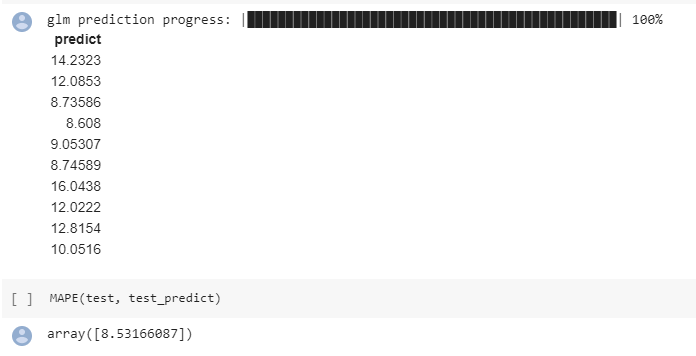 glm prediction progress: |████████████████████████████████████████████████| 100%
predict
14.2323
12.0853
8.73586
8.608
9.05307
8.74589
16.0438
12.0222
12.8154
10.0516
[ ] MAPE(test, test_predict)
array([8.53166087])